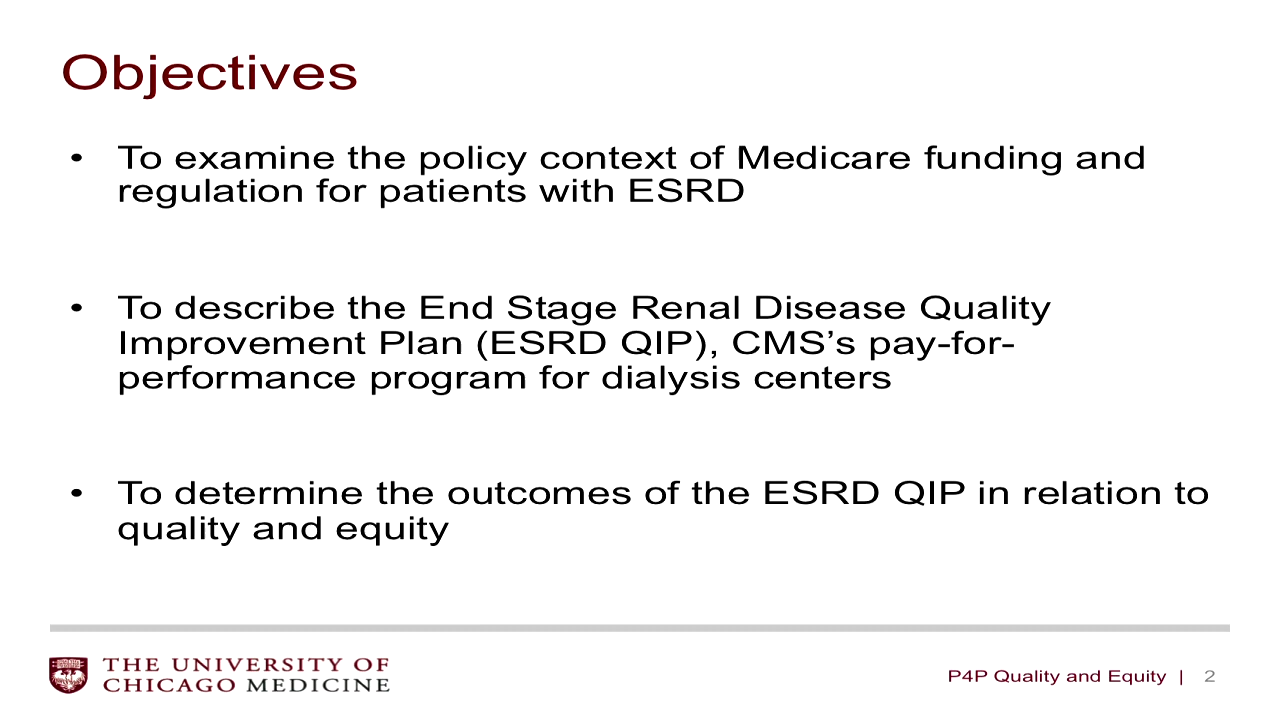 Objectives
• To examine the policy context of Medicare funding and
regulation for patients with ESRD
• To describe the End Stage Renal Disease Quality
Improvement Plan (ESRD QIP), CMS’s pay-for-
performance program for dialysis centers
• To determine the outcomes of the ESRD QIP in relation to
quality and equity
THE UNIVERSITY OF
CHICAGO MEDICINE
P4P Quality and Equity | 2